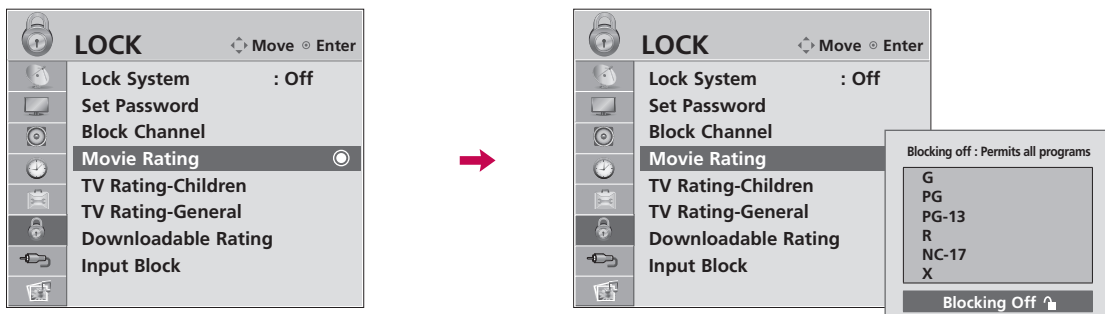 LOCK Move Enter
Lock System : Off
Set Password
Block Channel
Movie Rating
TV Rating-Children
TV Rating-General
Downloadable Rating
Input Block
LOCK Move Enter
Lock System : Off
Set Password
Block Channel
Movie Rating
TV Rating-Children
TV Rating-General
Downloadable Rating
Input Block
Blocking off : Permits all programs
G
PG
PG-13
R
NC-17
X
Blocking Off